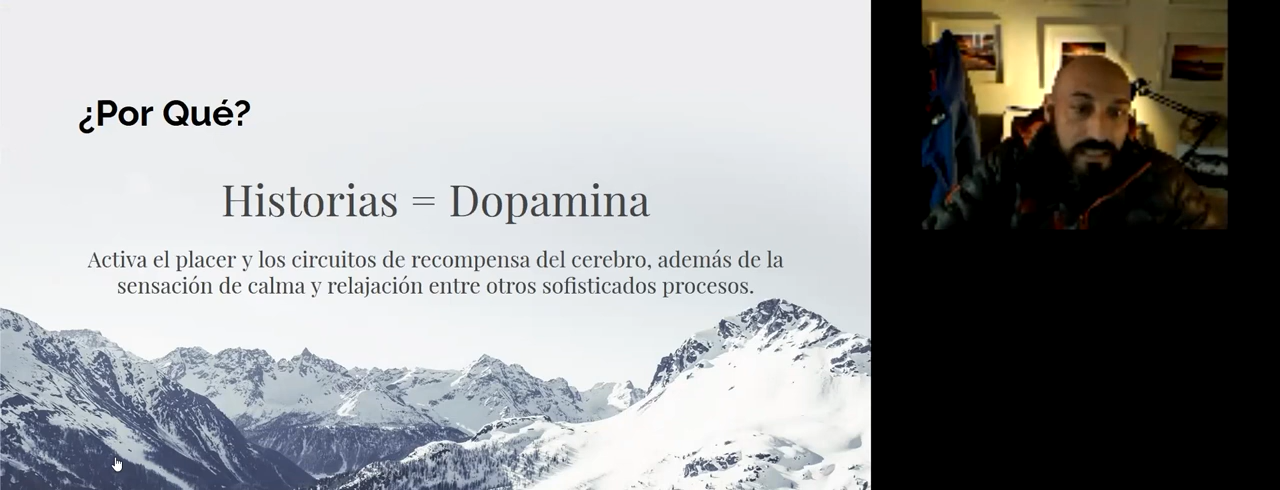 ¿Por Qué?
Historias = Dopamina
Activa el placer y los circuitos de recompensa del cerebro, además de la
sensación de calma y relajación entre otros sofisticados procesos.